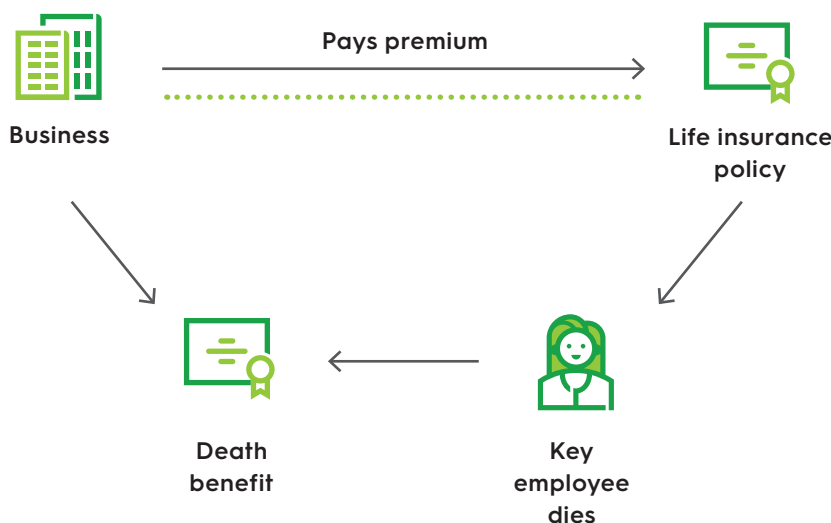 Pays premium
Business
Life insurance
policy
Death
benefit
Key
employee
dies